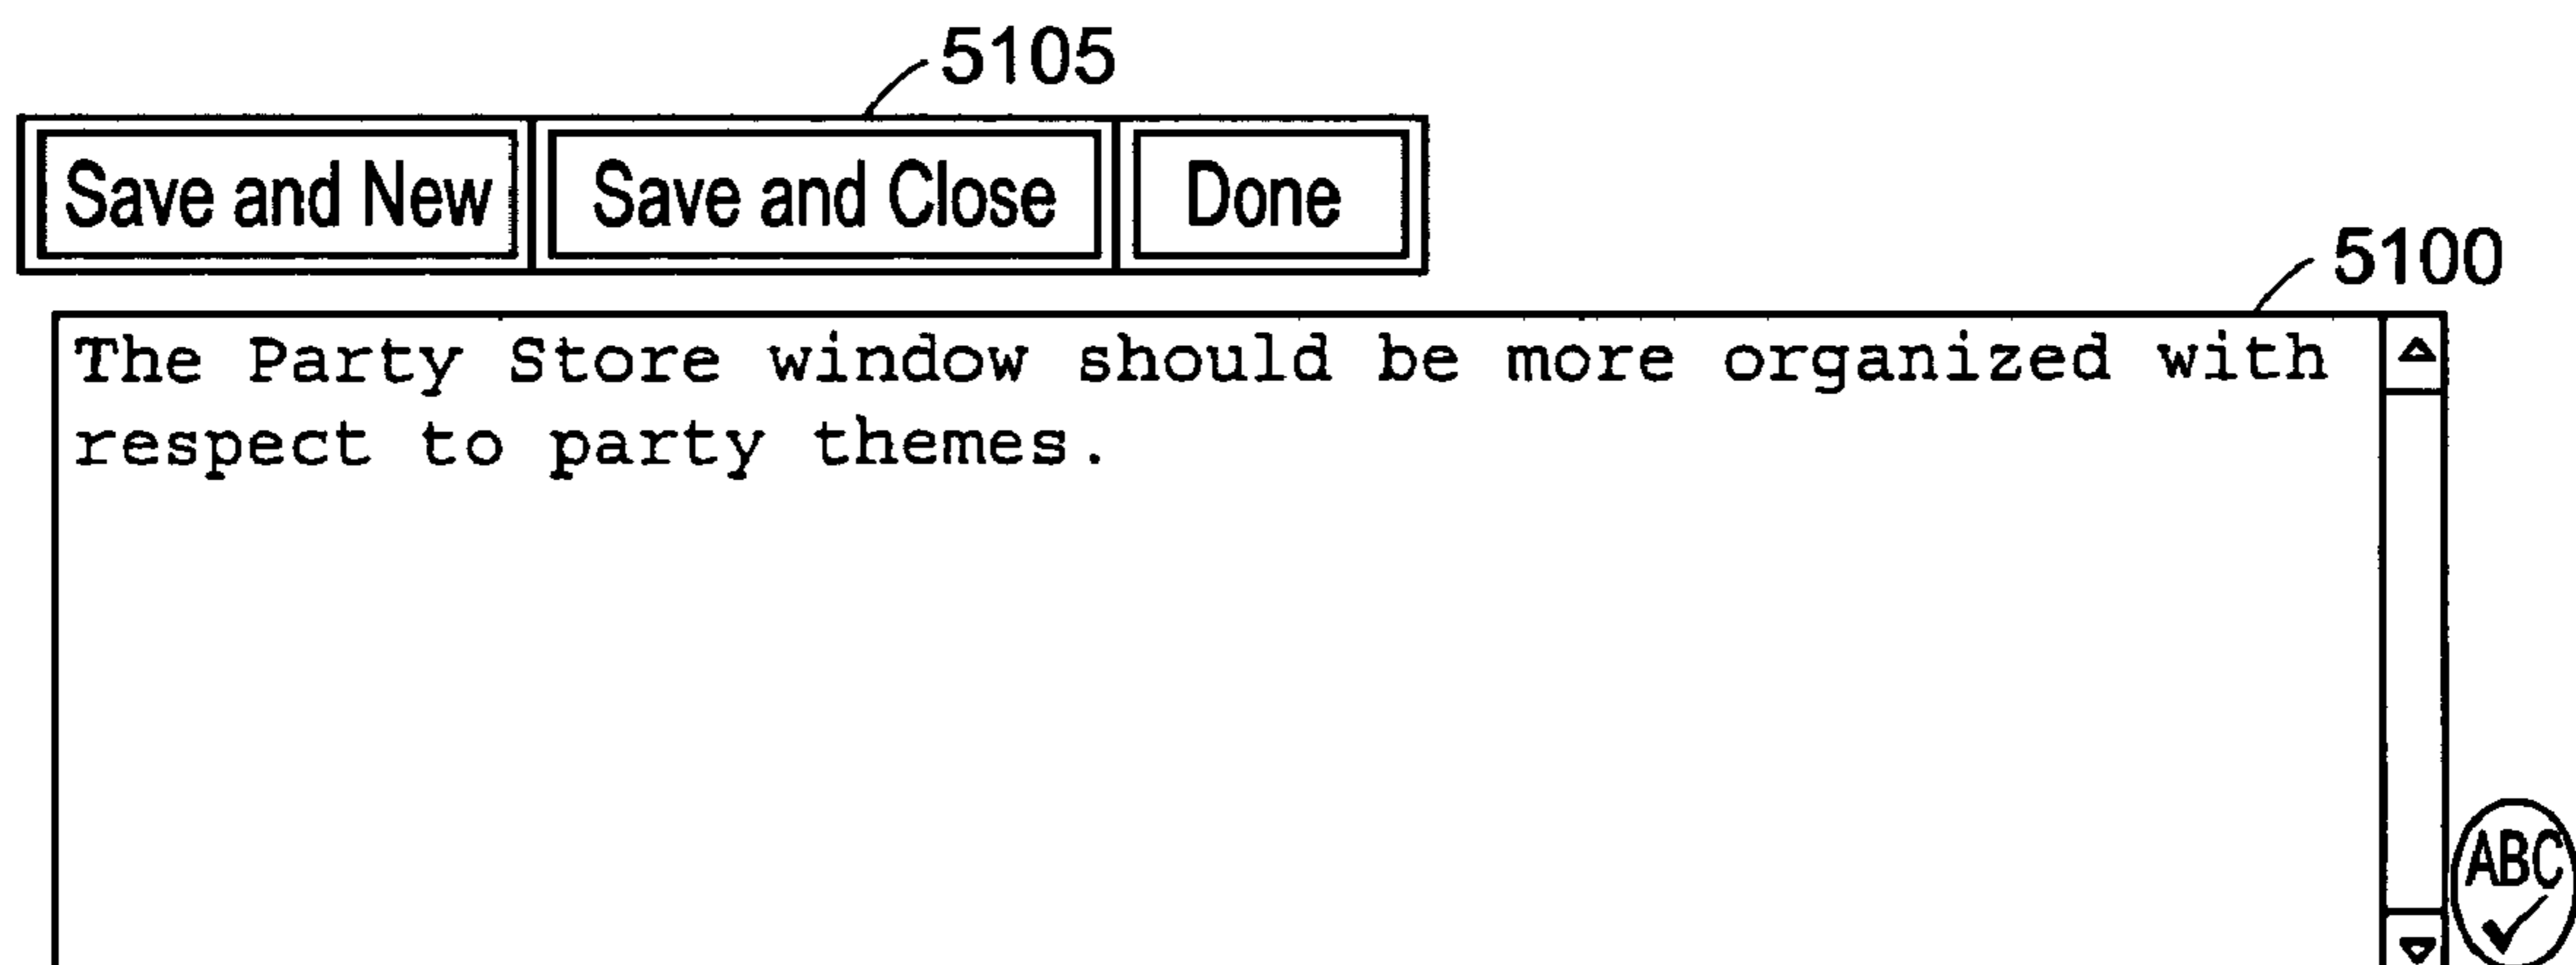 5105
Save and New Save and Close Done
5100
The Party Store window should be more organized with
respect to party themes.
ABC